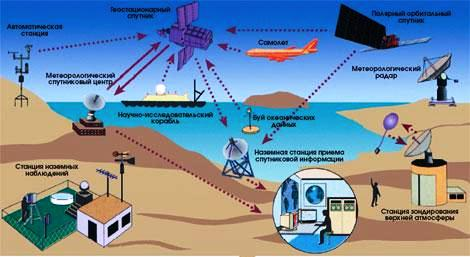 Геостационарный
спутник
Полярный орбитальный
спутник
Автоматическая
станция
Самолет
Метеорологический
спутниковый центр
Метеорологический
радар
Научно-исследовательский
корабль
Буй океанических
данных
Наземная станция приема
спутниковой информации
Станция наземных
наблюдений
Станция зондирования
верхней атмосферы